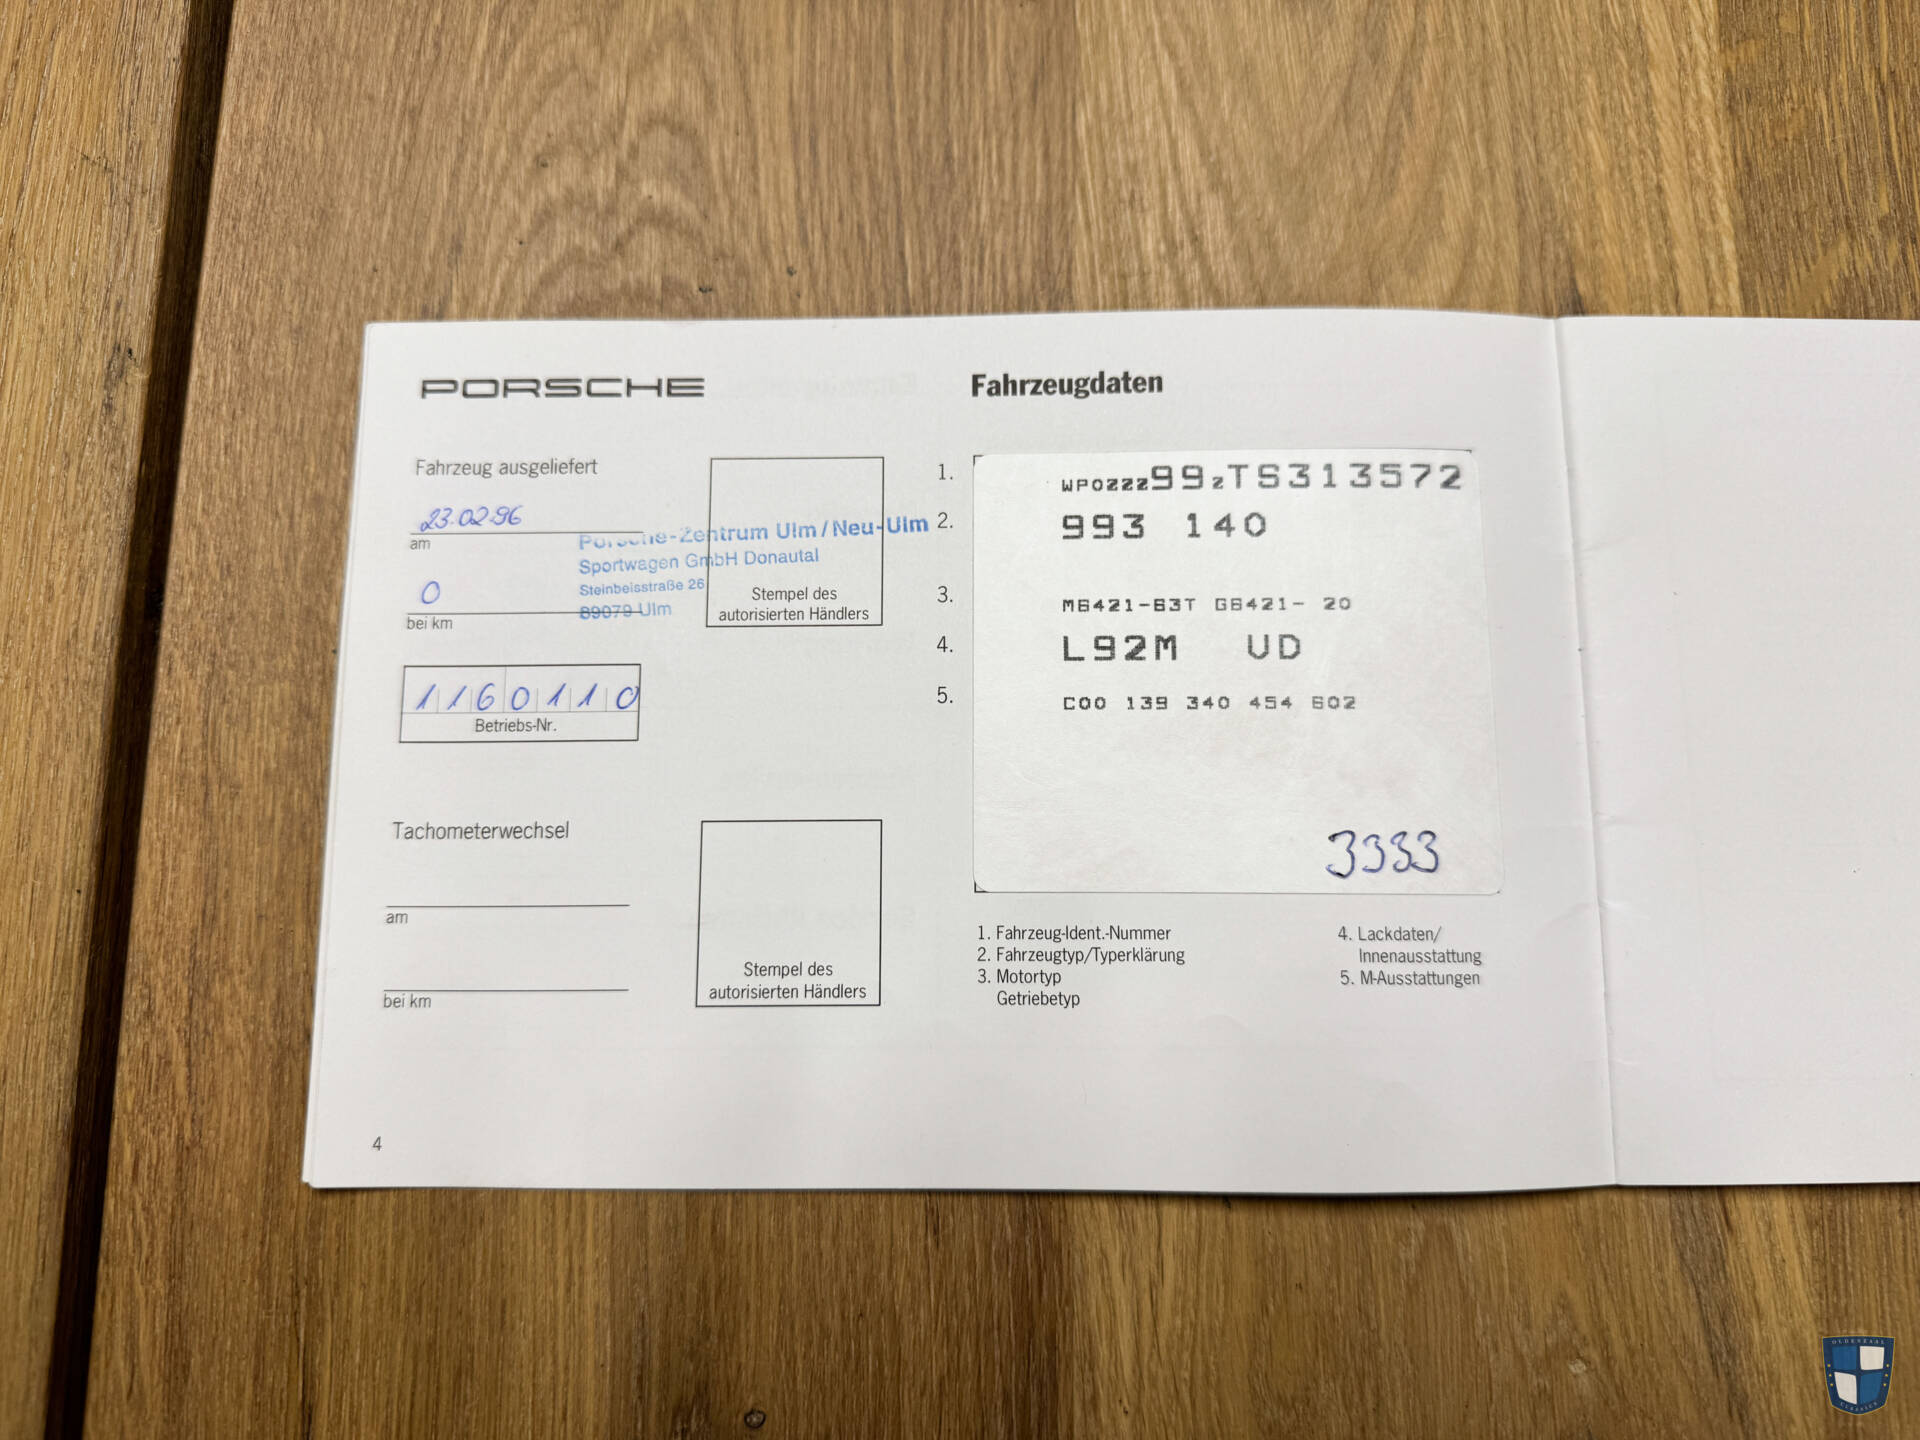 PORSCHE
Fahrzeug ausgeliefert
23.02.96
am
0
bei km
Porsche-Zentrum Ulm/Neu-Ulm
Sportwagen GmbH Donautal
Steinbeisstraße 26
89079 Ulm
Stempel des
autorisierten Händlers
1160110
Betriebs-Nr.
Tachometerwechsel
am
bei km
Stempel des
autorisierten Händlers
4
Fahrzeugdaten
1. WP0ZZZ99ZTS313572
2. 993 140
3. M6421-63T G6421- 20
4. L92M UD
5. C00 139 340 454 602
3333
1. Fahrzeug-Ident.-Nummer
2. Fahrzeugtyp/Typerklärung
3. Motortyp
Getriebetyp
4. Lackdaten/
Innenausstattung
5. M-Ausstattungen
OLDENZAAL
CLASSICS